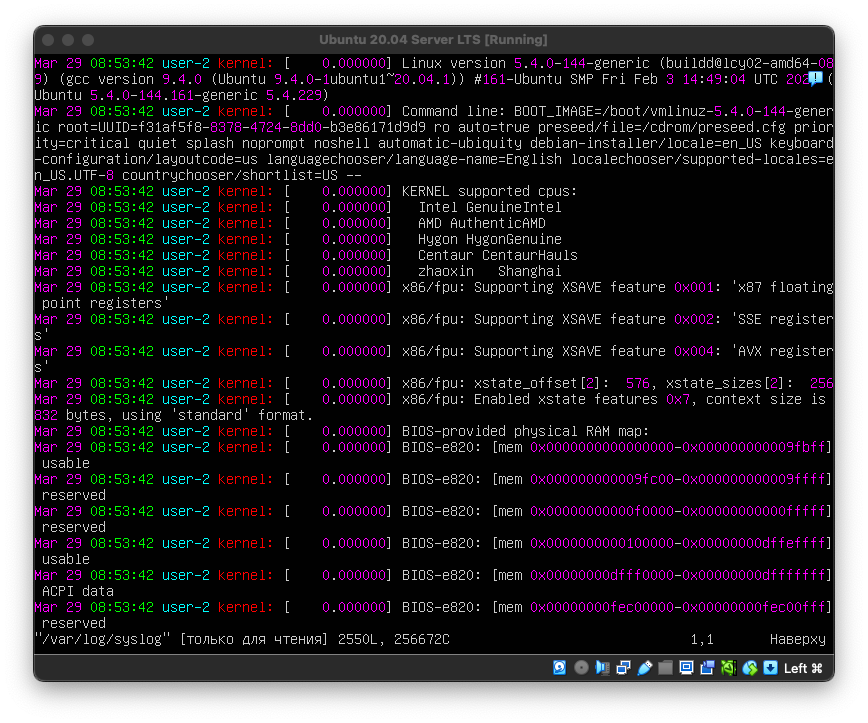 Ubuntu 20.04 Server LTS [Running]
Mar 29 08:53:42 user-2 kernel: [    0.000000] Linux version 5.4.0-144-generic (buildd@lcy02-amd64-08
9) (gcc version 9.4.0 (Ubuntu 9.4.0-1ubuntu1~20.04.1)) #161-Ubuntu SMP Fri Feb 3 14:49:04 UTC 202 (
Ubuntu 5.4.0-144.161-generic 5.4.229)
Mar 29 08:53:42 user-2 kernel: [    0.000000] Command line: BOOT_IMAGE=/boot/vmlinuz-5.4.0-144-gener
ic root=UUID=f31af5f8-8378-4724-8dd0-b3e86171d9d9 ro auto=true preseed/file=/cdrom/preseed.cfg prior
ity=critical quiet splash noprompt noshell automatic-ubiquity debian-installer/locale=en_US keyboard
-configuration/layoutcode=us languagechooser/language-name=English localechooser/supported-locales=e
n_US.UTF-8 countrychooser/shortlist=US --
Mar 29 08:53:42 user-2 kernel: [    0.000000] KERNEL supported cpus:
Mar 29 08:53:42 user-2 kernel: [    0.000000]   Intel GenuineIntel
Mar 29 08:53:42 user-2 kernel: [    0.000000]   AMD AuthenticAMD
Mar 29 08:53:42 user-2 kernel: [    0.000000]   Hygon HygonGenuine
Mar 29 08:53:42 user-2 kernel: [    0.000000]   Centaur CentaurHauls
Mar 29 08:53:42 user-2 kernel: [    0.000000]   zhaoxin   Shanghai
Mar 29 08:53:42 user-2 kernel: [    0.000000] x86/fpu: Supporting XSAVE feature 0x001: 'x87 floating
 point registers'
Mar 29 08:53:42 user-2 kernel: [    0.000000] x86/fpu: Supporting XSAVE feature 0x002: 'SSE register
s'
Mar 29 08:53:42 user-2 kernel: [    0.000000] x86/fpu: Supporting XSAVE feature 0x004: 'AVX register
s'
Mar 29 08:53:42 user-2 kernel: [    0.000000] x86/fpu: xstate_offset[2]:  576, xstate_sizes[2]:  256
Mar 29 08:53:42 user-2 kernel: [    0.000000] x86/fpu: Enabled xstate features 0x7, context size is
832 bytes, using 'standard' format.
Mar 29 08:53:42 user-2 kernel: [    0.000000] BIOS-provided physical RAM map:
Mar 29 08:53:42 user-2 kernel: [    0.000000] BIOS-e820: [mem 0x0000000000000000-0x000000000009fbff]
 usable
Mar 29 08:53:42 user-2 kernel: [    0.000000] BIOS-e820: [mem 0x000000000009fc00-0x000000000009ffff]
 reserved
Mar 29 08:53:42 user-2 kernel: [    0.000000] BIOS-e820: [mem 0x00000000000f0000-0x00000000000fffff]
 reserved
Mar 29 08:53:42 user-2 kernel: [    0.000000] BIOS-e820: [mem 0x0000000000100000-0x00000000dffeffff]
 usable
Mar 29 08:53:42 user-2 kernel: [    0.000000] BIOS-e820: [mem 0x00000000dfff0000-0x00000000dfffffff]
 ACPI data
Mar 29 08:53:42 user-2 kernel: [    0.000000] BIOS-e820: [mem 0x00000000fec00000-0x00000000fec00fff]
 reserved
"/var/log/syslog" [только для чтения] 2550L, 256672C                              1,1       Наверху
Left ⌘